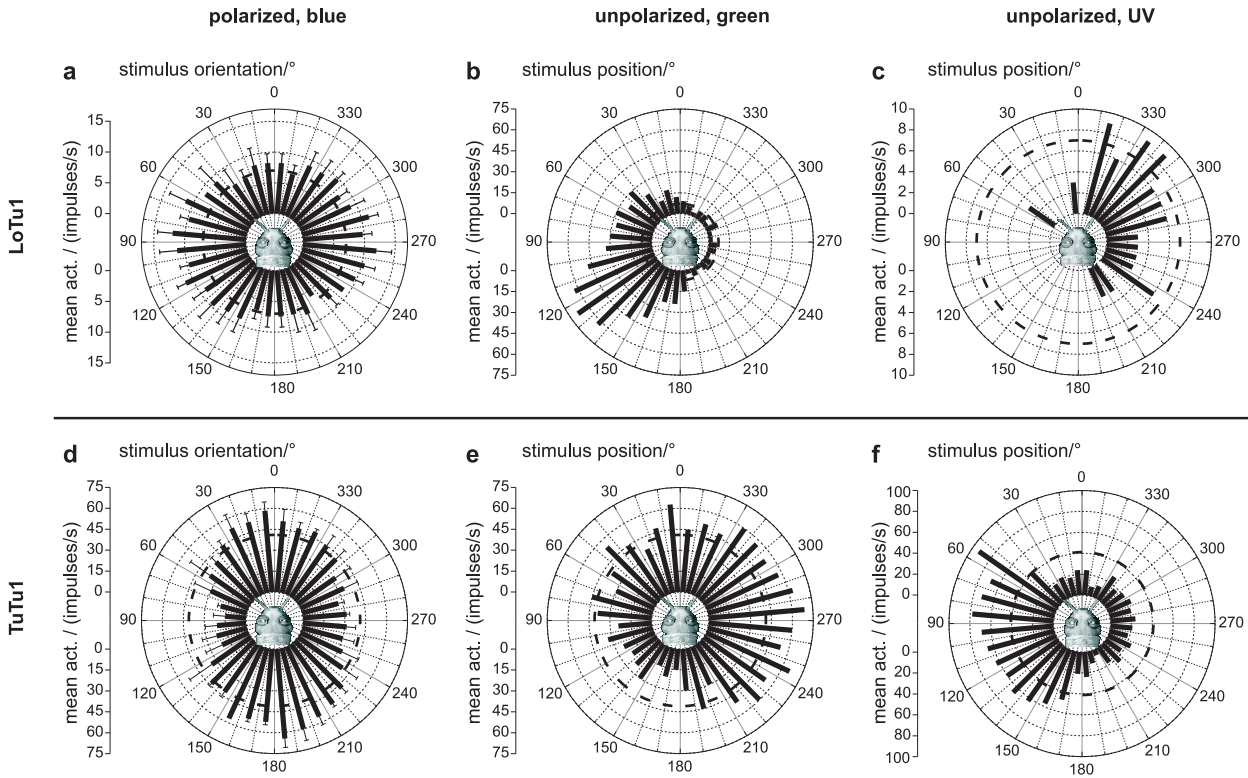 polarized, blue unpolarized, green unpolarized, UV
a stimulus orientation/° b stimulus position/° c stimulus position/°
LoTu1
mean act. / (impulses/s)
15 10 5 0 0 5 10 15
0 330 300 270 240 210 180 150 120 90 60 30
mean act. / (impulses/s)
75 60 45 30 15 0 0 15 30 45 60 75
0 330 300 270 240 210 180 150 120 90 60 30
mean act. / (impulses/s)
10 8 6 4 2 0 0 2 4 6 8 10
0 330 300 270 240 210 180 150 120 90 60 30
d stimulus orientation/° e stimulus position/° f stimulus position/°
TuTu1
mean act. / (impulses/s)
75 60 45 30 15 0 0 15 30 45 60 75
0 330 300 270 240 210 180 150 120 90 60 30
mean act. / (impulses/s)
75 60 45 30 15 0 0 15 30 45 60 75
0 330 300 270 240 210 180 150 120 90 60 30
mean act. / (impulses/s)
100 80 60 40 20 0 0 20 40 60 80 100
0 330 300 270 240 210 180 150 120 90 60 30